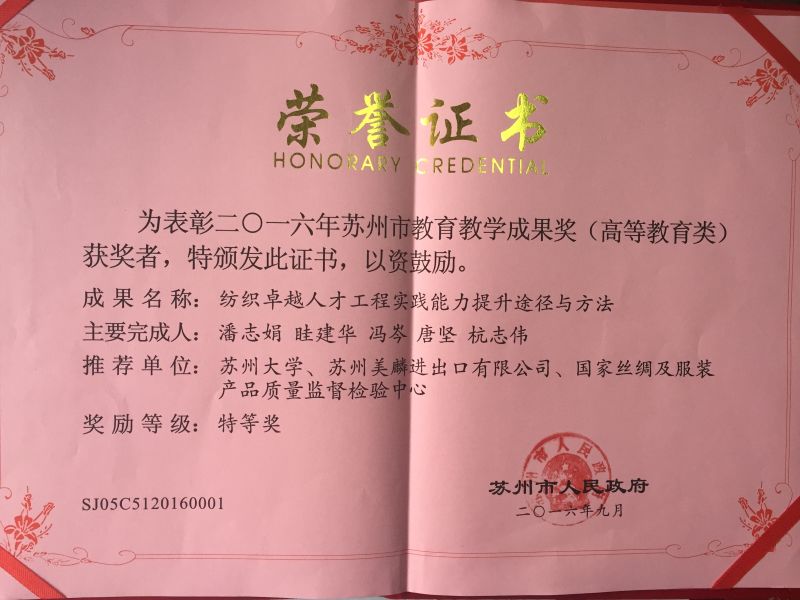 荣誉证书
HONORARY CREDENTIAL
为表彰二〇一六年苏州市教育教学成果奖（高等教育类）
获奖者，特颁发此证书，以资鼓励。
成果名称：纺织卓越人才工程实践能力提升途径与方法
主要完成人：潘志娟 眭建华 冯岑 唐坚 杭志伟
推荐单位：苏州大学、苏州美麟进出口有限公司、国家丝绸及服装
产品质量监督检验中心
奖励等级：特等奖
苏州市人民政府
SJ05C5120160001
二〇一六年九月